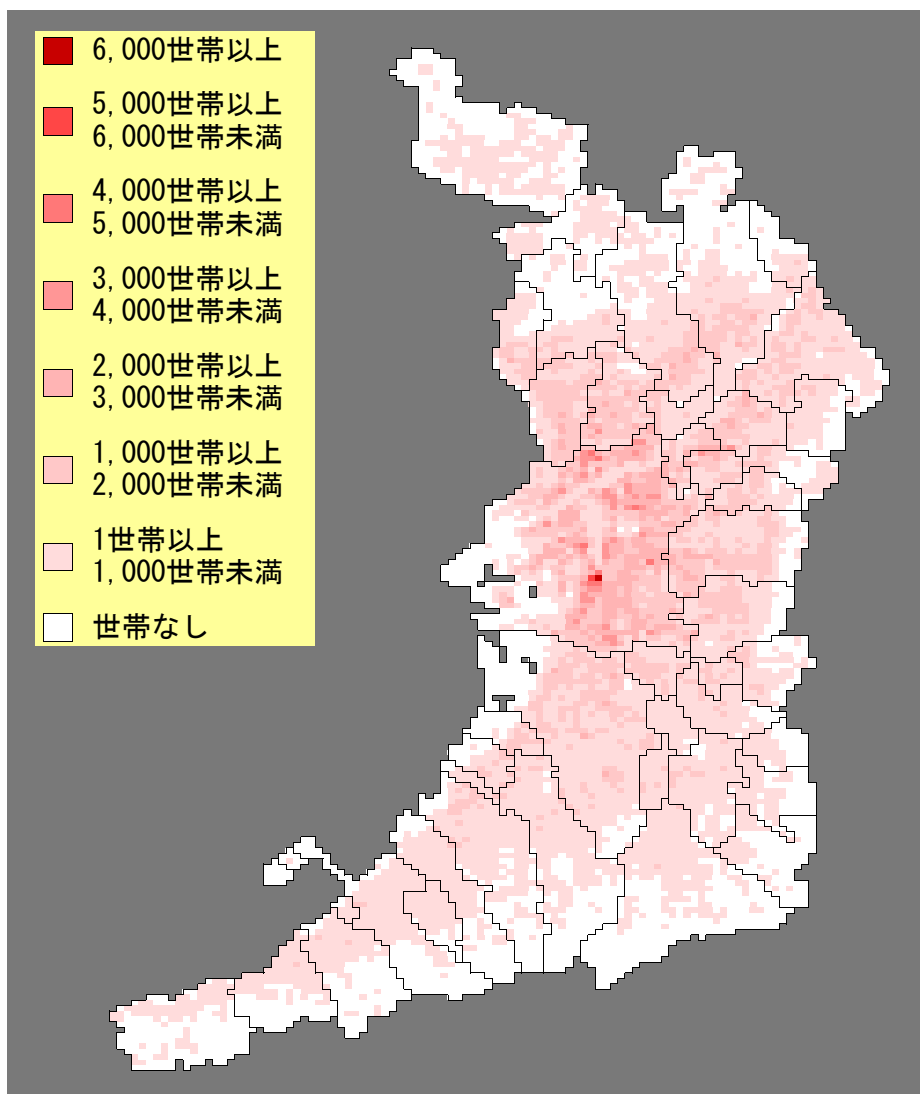 6,000世帯以上
5,000世帯以上
6,000世帯未満
4,000世帯以上
5,000世帯未満
3,000世帯以上
4,000世帯未満
2,000世帯以上
3,000世帯未満
1,000世帯以上
2,000世帯未満
1世帯以上
1,000世帯未満
世帯なし